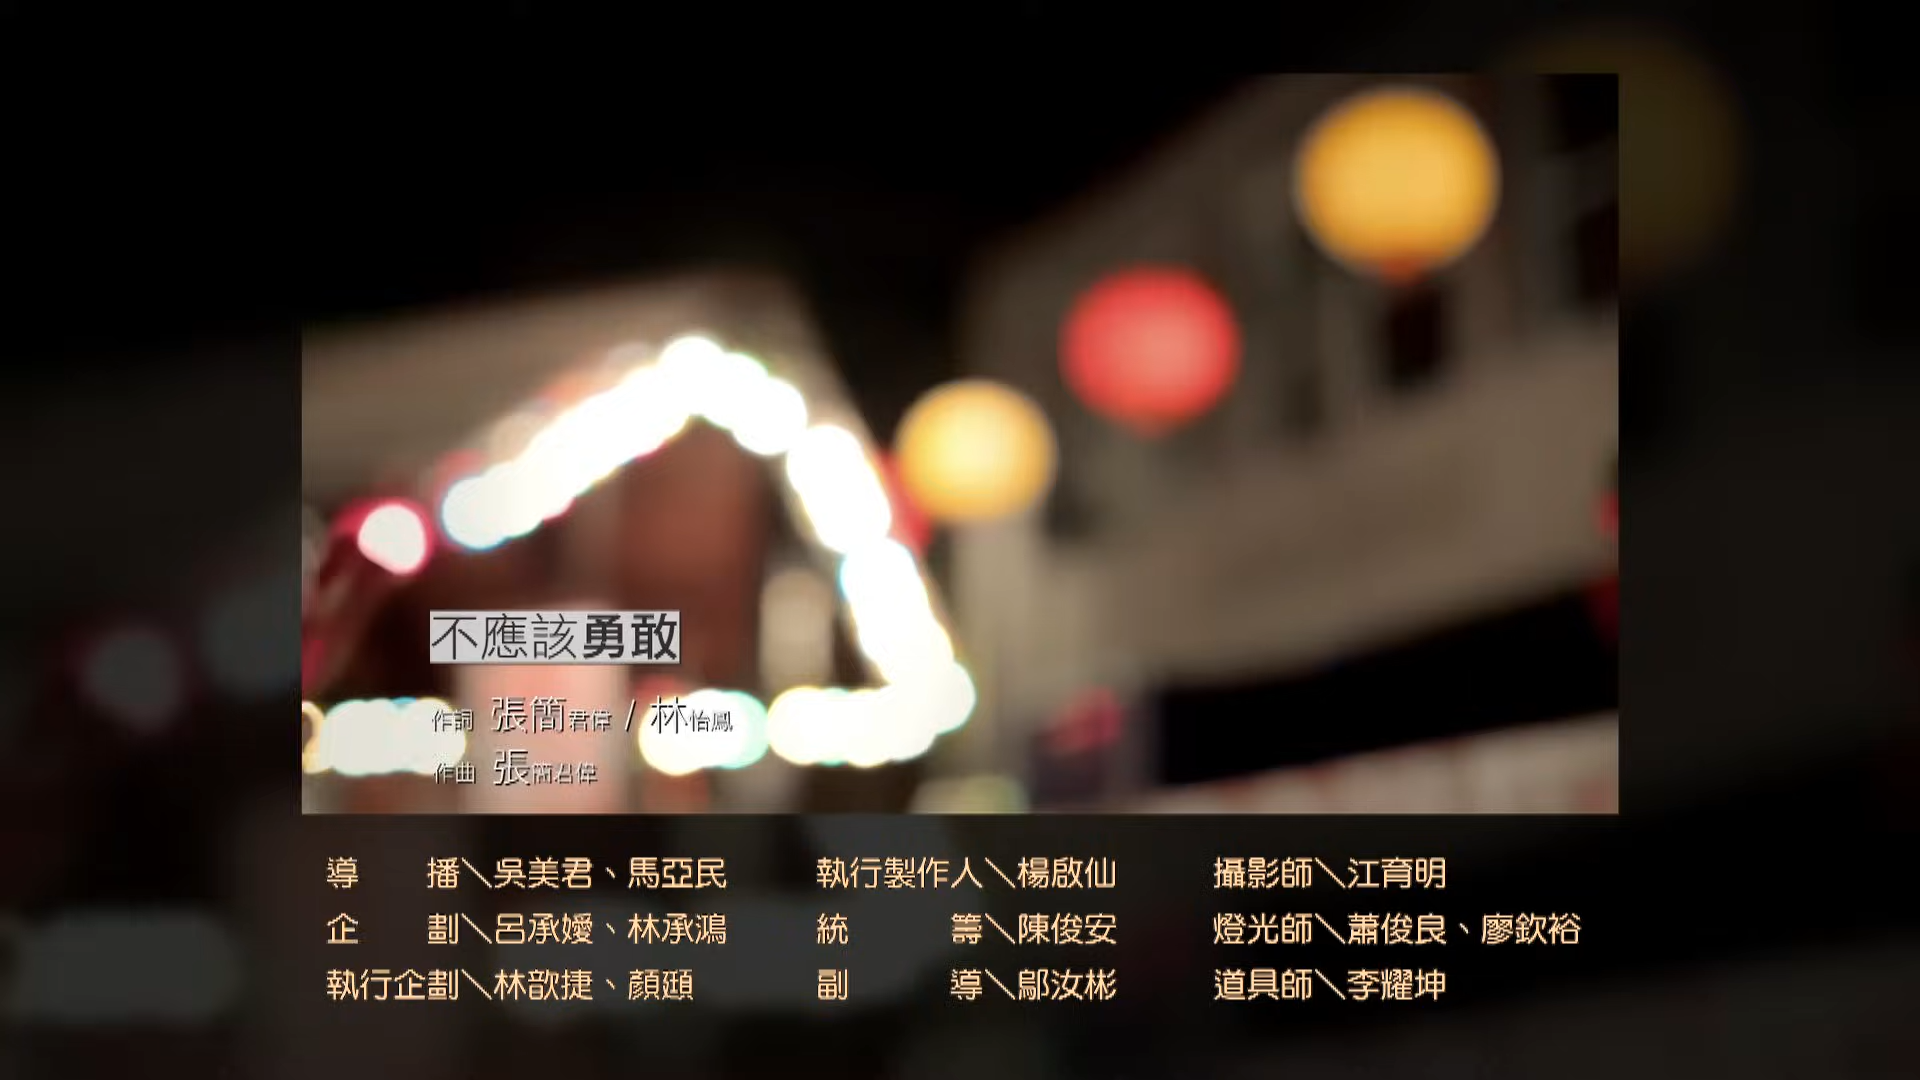 不應該勇敢
作詞 張簡君偉 / 林怡鳳
作曲 張簡君偉
導 播＼吳美君、馬亞民 執行製作人＼楊啟仙 攝影師＼江育明
企 劃＼呂承嬡、林承鴻 統 籌＼陳俊安 燈光師＼蕭俊良、廖欽裕
執行企劃＼林歆捷、顏頲 副 導＼鄔汝彬 道具師＼李耀坤